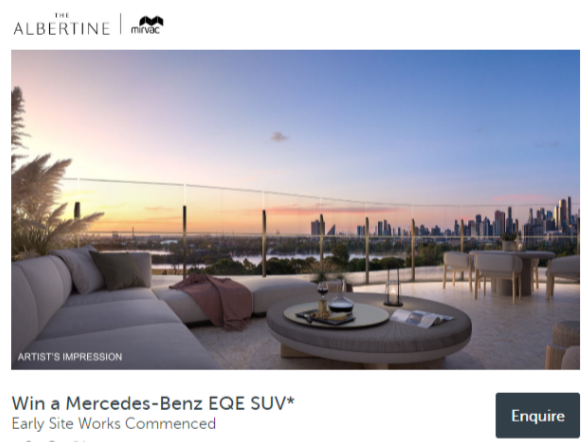 THE
ALBERTINE
mirvac
ARTIST'S IMPRESSION
Win a Mercedes-Benz EQE SUV*
Early Site Works Commenced
Enquire